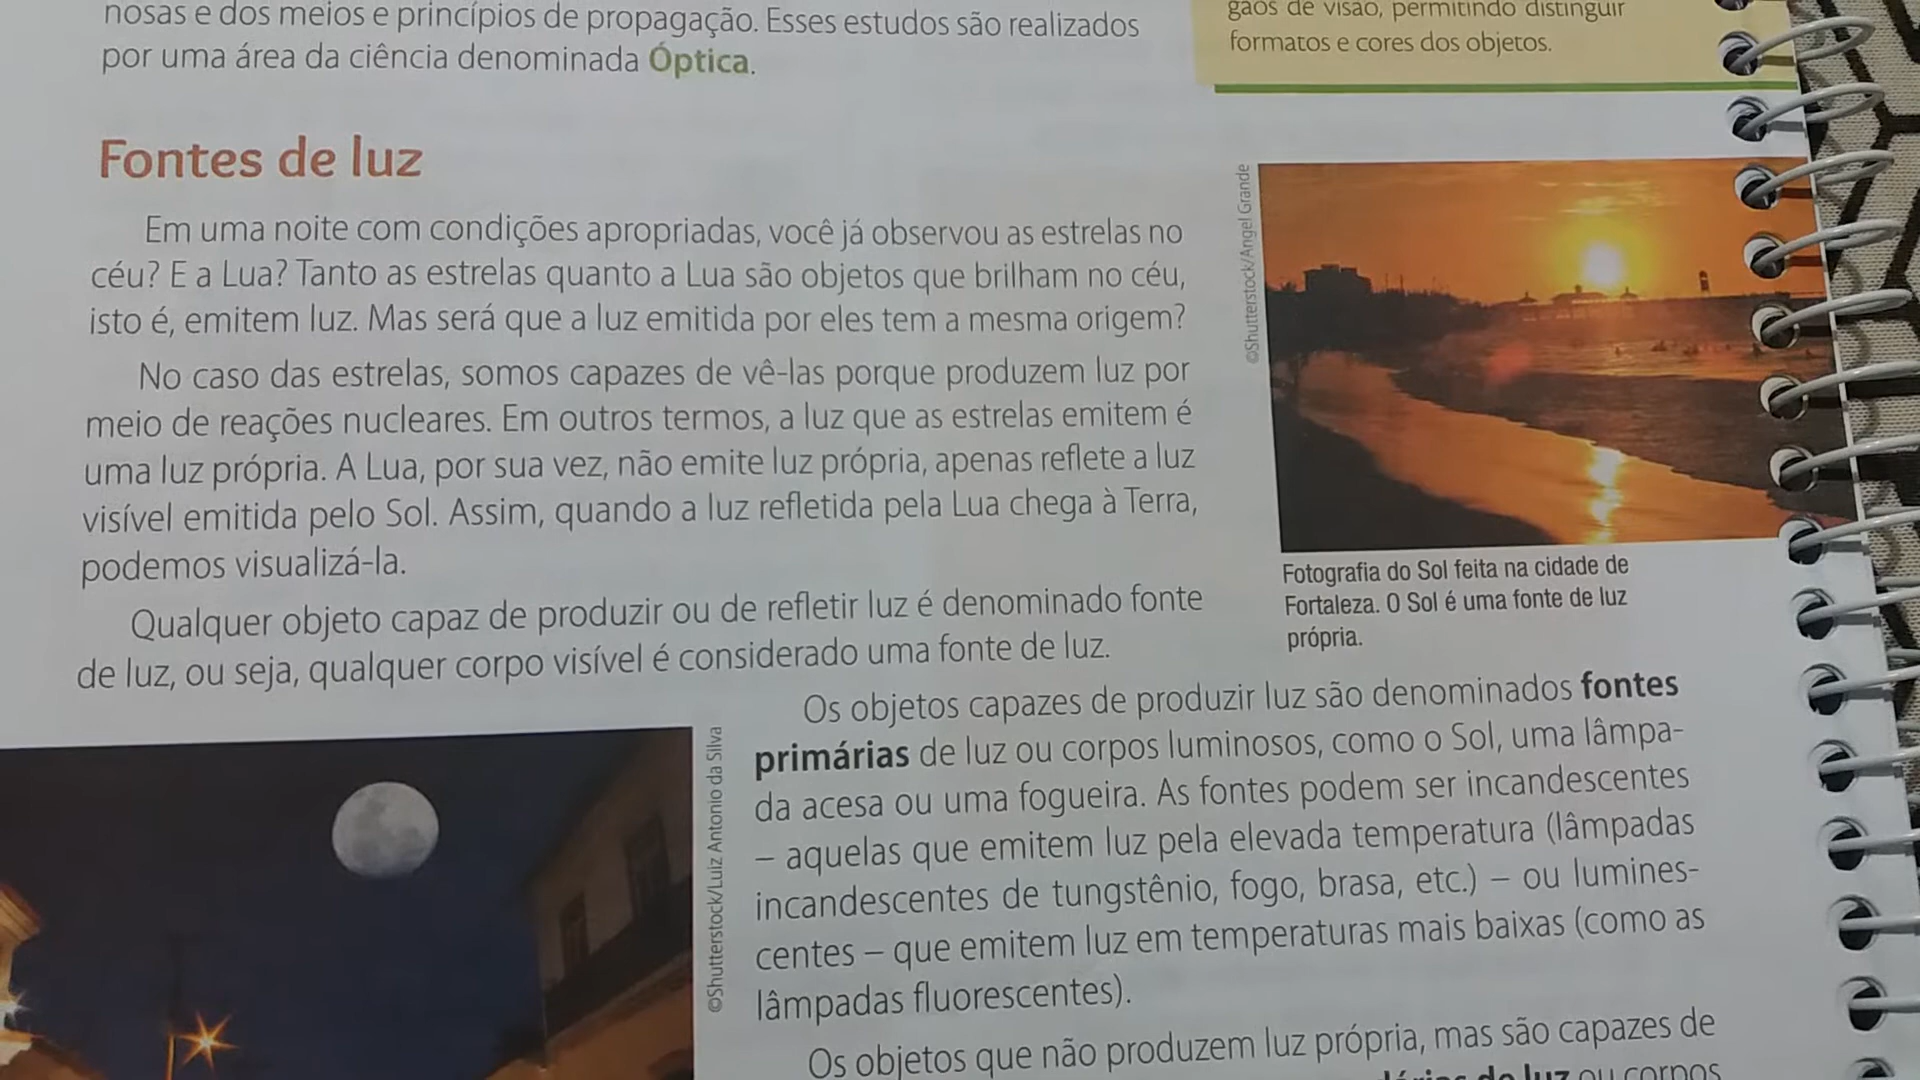 nosas e dos meios e princípios de propagação. Esses estudos são realizados
por uma área da ciência denominada Óptica.
gãos de visão, permitindo distinguir
formatos e cores dos objetos.
Fontes de luz
Em uma noite com condições apropriadas, você já observou as estrelas no
céu? E a Lua? Tanto as estrelas quanto a Lua são objetos que brilham no céu,
isto é, emitem luz. Mas será que a luz emitida por eles tem a mesma origem?
No caso das estrelas, somos capazes de vê-las porque produzem luz por
meio de reações nucleares. Em outros termos, a luz que as estrelas emitem é
uma luz própria. A Lua, por sua vez, não emite luz própria, apenas reflete a luz
visível emitida pelo Sol. Assim, quando a luz refletida pela Lua chega à Terra,
podemos visualizá-la.
Qualquer objeto capaz de produzir ou de refletir luz é denominado fonte
de luz, ou seja, qualquer corpo visível é considerado uma fonte de luz.
©Shutterstock/Angel Grande
Fotografia do Sol feita na cidade de
Fortaleza. O Sol é uma fonte de luz
própria.
©Shutterstock/Luiz Antonio da Silva
Os objetos capazes de produzir luz são denominados fontes
primárias de luz ou corpos luminosos, como o Sol, uma lâmpa-
da acesa ou uma fogueira. As fontes podem ser incandescentes
– aquelas que emitem luz pela elevada temperatura (lâmpadas
incandescentes de tungstênio, fogo, brasa, etc.) – ou lumines-
centes – que emitem luz em temperaturas mais baixas (como as
lâmpadas fluorescentes).
Os objetos que não produzem luz própria, mas são capazes de
de luz ou corpos